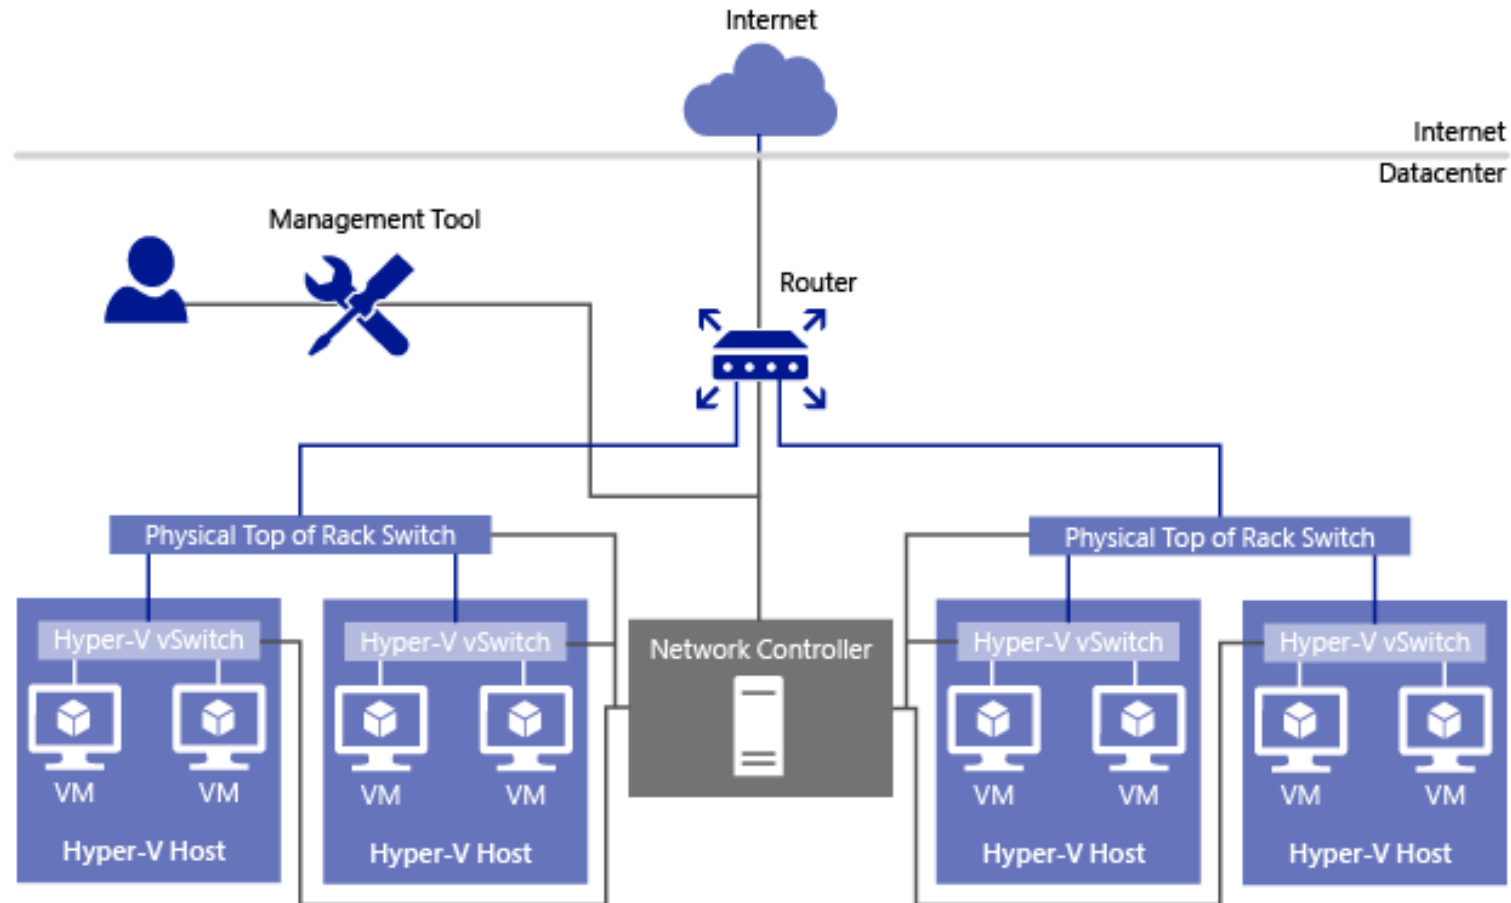 Internet
Internet
Datacenter
Management Tool
Router
Physical Top of Rack Switch
Physical Top of Rack Switch
Hyper-V vSwitch
Hyper-V vSwitch
Network Controller
Hyper-V vSwitch
Hyper-V vSwitch
VM
VM
VM
VM
VM
VM
VM
VM
Hyper-V Host
Hyper-V Host
Hyper-V Host
Hyper-V Host